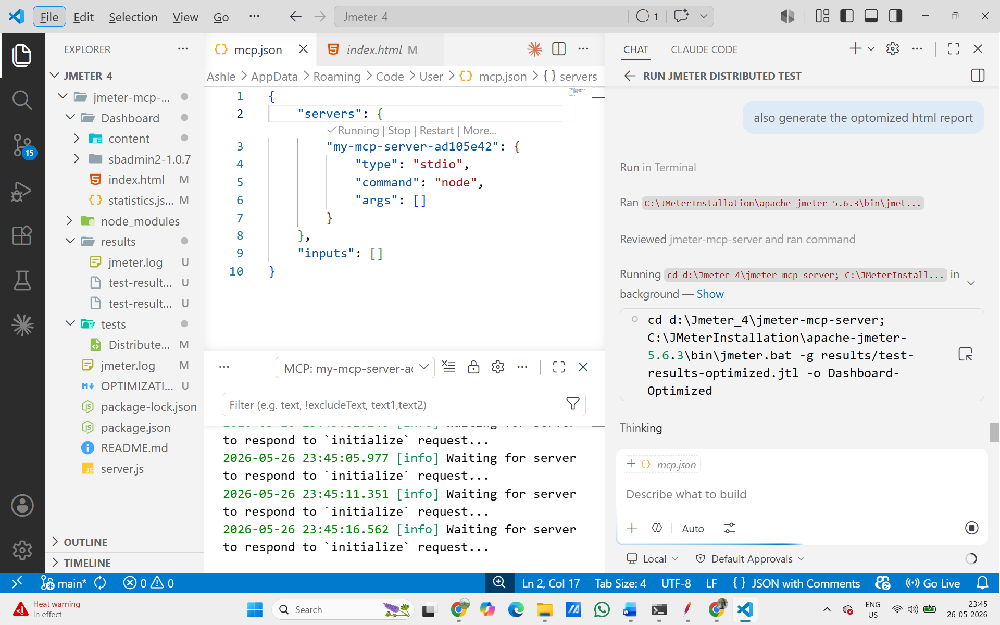 File Edit Selection View Go ... Jmeter_4 1
EXPLORER ...
JMETER_4
jmeter-mcp-...
Dashboard
content
sbadmin2-1.0.7
index.html M
statistics.js... M
node_modules
results
jmeter.log U
test-result... U
test-result... U
tests
Distribute... M
jmeter.log M
OPTIMIZATI... U
package-lock.json
package.json
README.md
server.js
OUTLINE
TIMELINE
15
mcp.json index.html M
Ashle > AppData > Roaming > Code > User > {} mcp.json > {} servers
1 {
2 "servers": {
✓Running | Stop | Restart | More...
3 "my-mcp-server-ad105e42": {
4 "type": "stdio",
5 "command": "node",
6 "args": []
7 }
8 },
9 "inputs": []
10 }
... MCP: my-mcp-server-a
Filter (e.g. text, !excludeText, text1,text2)
to respond to `initialize` request...
2026-05-26 23:45:05.977 [info] Waiting for server
to respond to `initialize` request...
2026-05-26 23:45:11.351 [info] Waiting for server
to respond to `initialize` request...
2026-05-26 23:45:16.562 [info] Waiting for server
to respond to `initialize` request...
CHAT CLAUDE CODE
RUN JMETER DISTRIBUTED TEST
also generate the optomized html report
Run in Terminal
Ran C:\JMeterInstallation\apache-jmeter-5.6.3\bin\jmet...
Reviewed jmeter-mcp-server and ran command
Running cd d:\Jmeter_4\jmeter-mcp-server; C:\JMeterInstall... in
background — Show
cd d:\Jmeter_4\jmeter-mcp-server;
C:\JMeterInstallation\apache-jmeter-
5.6.3\bin\jmeter.bat -g results/test-
results-optimized.jtl -o Dashboard-
Optimized
Thinking
+ {} mcp.json
Describe what to build
Auto
Local Default Approvals
main* 0 0 Ln 2, Col 17 Tab Size: 4 UTF-8 LF {} JSON with Comments Go Live
Heat warning
In effect
Search
ENG
US
23:45
26-05-2026